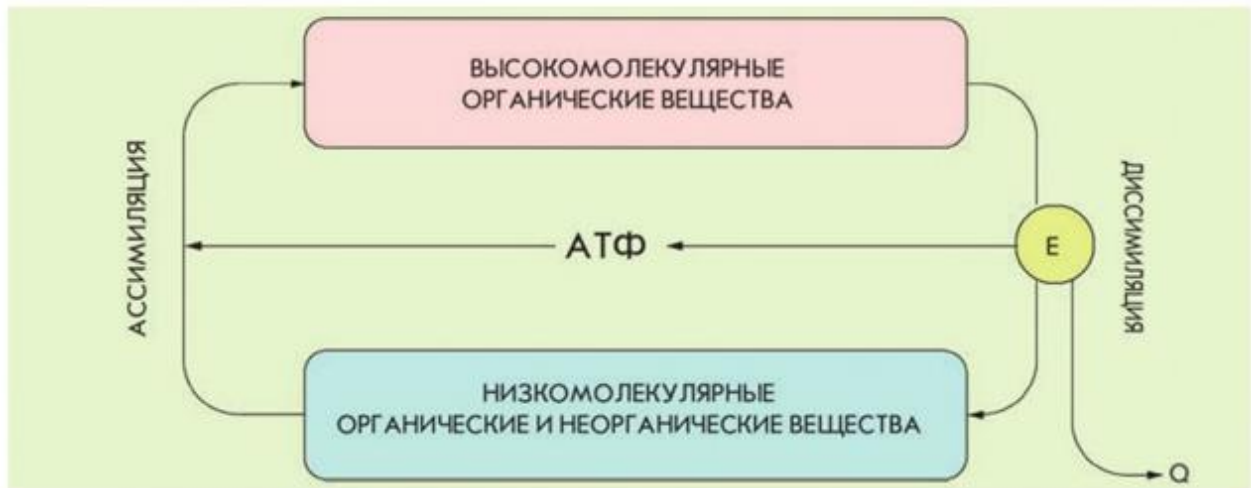 ВЫСОКОМОЛЕКУЛЯРНЫЕ
ОРГАНИЧЕСКИЕ ВЕЩЕСТВА
АССИМИЛЯЦИЯ
АТФ
Е
ДИССИМИЛЯЦИЯ
НИЗКОМОЛЕКУЛЯРНЫЕ
ОРГАНИЧЕСКИЕ И НЕОРГАНИЧЕСКИЕ ВЕЩЕСТВА
Q